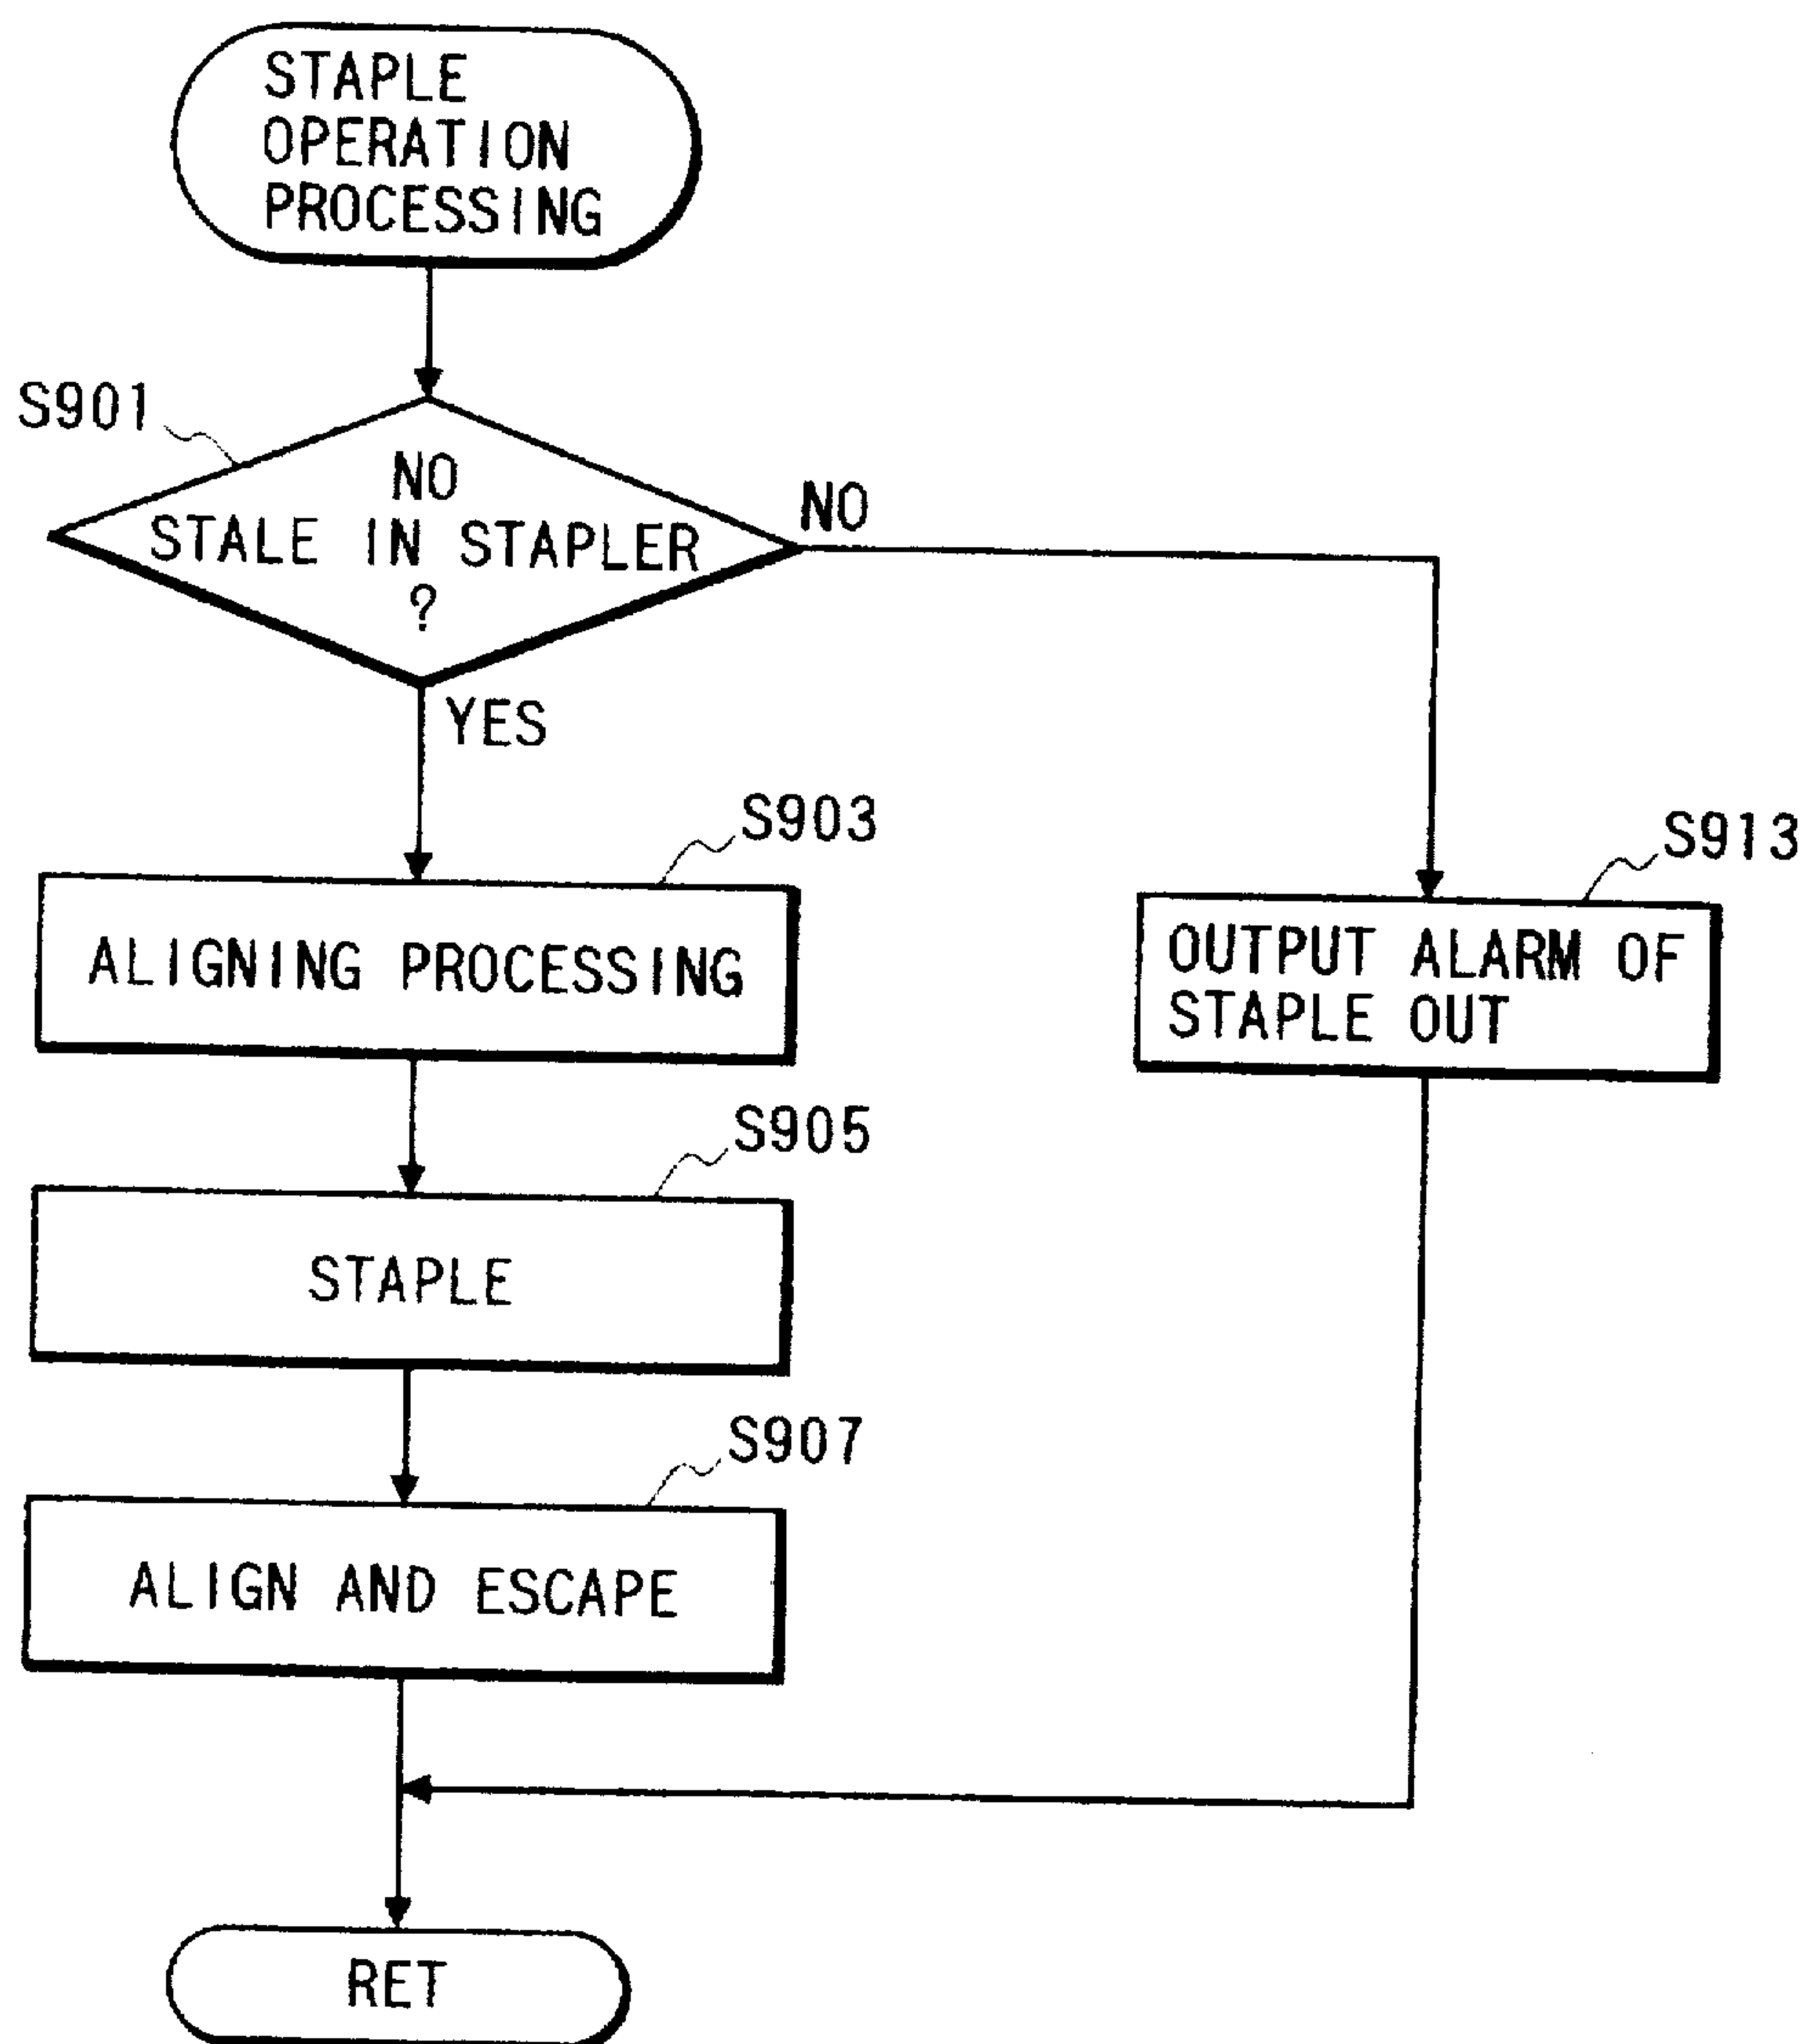 STAPLE
OPERATION
PROCESSING
S901
NO
STALE IN STAPLER
?
NO
YES
S903
ALIGNING PROCESSING
S913
OUTPUT ALARM OF
STAPLE OUT
S905
STAPLE
S907
ALIGN AND ESCAPE
RET